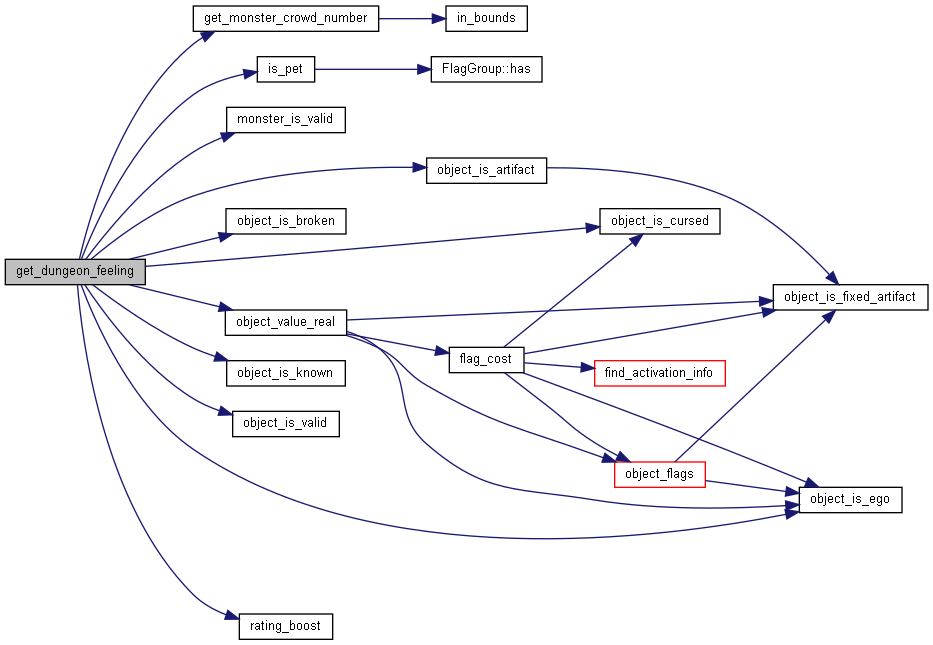 get_monster_crowd_number
in_bounds
is_pet
FlagGroup::has
monster_is_valid
object_is_artifact
object_is_broken
object_is_cursed
get_dungeon_feeling
object_is_fixed_artifact
object_value_real
flag_cost
object_is_known
find_activation_info
object_is_valid
object_flags
object_is_ego
rating_boost